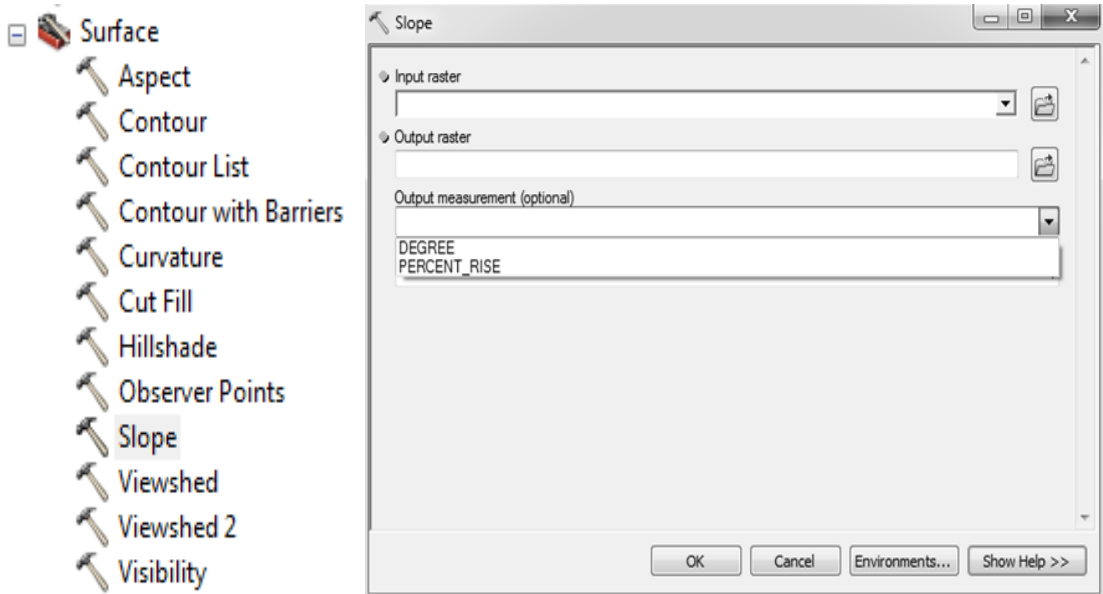 Surface
Aspect
Contour
Contour List
Contour with Barriers
Curvature
Cut Fill
Hillshade
Observer Points
Slope
Viewshed
Viewshed 2
Visibility
Slope
Input raster
Output raster
Output measurement (optional)
DEGREE
PERCENT_RISE
OK Cancel Environments... Show Help >>